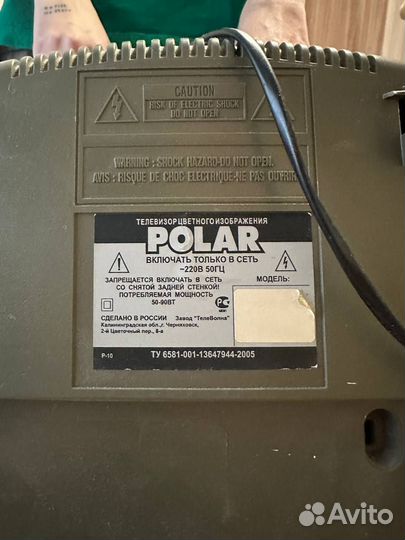 CAUTION
RISK OF ELECTRIC SHOCK
DO NOT OPEN
WARNING : SHOCK HAZARD-DO NOT OPEN.
AVIS : RISQUE DE CHOC ELECTRIQUE-NE PAS OUVRIR.
ТЕЛЕВИЗОР ЦВЕТНОГО ИЗОБРАЖЕНИЯ
POLAR
ВКЛЮЧАТЬ ТОЛЬКО В СЕТЬ
~220В 50ГЦ
ЗАПРЕЩАЕТСЯ ВКЛЮЧАТЬ В СЕТЬ
СО СНЯТОЙ ЗАДНЕЙ СТЕНКОЙ!
ПОТРЕБЛЯЕМАЯ МОЩНОСТЬ
50-90ВТ
МОДЕЛЬ:
СДЕЛАНО В РОССИИ Завод "ТелеВолна"
Калининградская обл.,г. Черняховск,
2-й Цветочный пер., 8-а
Р-10
ТУ 6581-001-13647944-2005
Avito